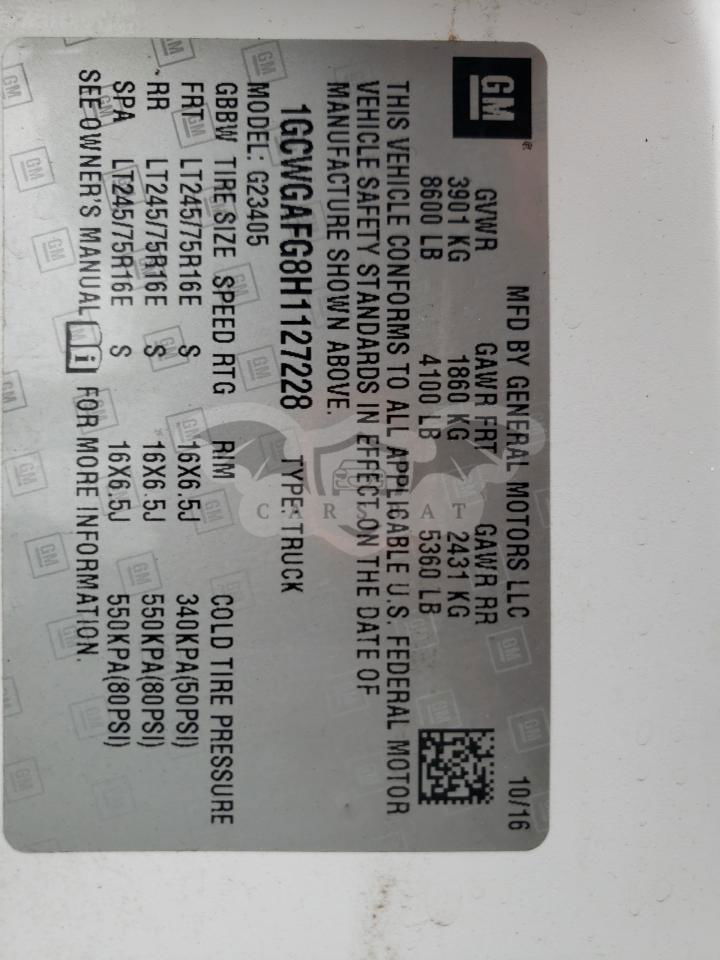 GM
MFD BY GENERAL MOTORS LLC 10/16
GVWR GAWR FRT GAWR RR
3901 KG 1860 KG 2431 KG
8600 LB 4100 LB 5360 LB
THIS VEHICLE CONFORMS TO ALL APPLICABLE U.S. FEDERAL MOTOR
VEHICLE SAFETY STANDARDS IN EFFECT ON THE DATE OF
MANUFACTURE SHOWN ABOVE.
1GCWGAFG8H1127228 TYPE: TRUCK
MODEL: G23405
GBBW TIRE SIZE SPEED RTG RIM COLD TIRE PRESSURE
FRT LT245/75R16E S 16X6.5J 340KPA(50PSI)
RR LT245/75R16E S 16X6.5J 550KPA(80PSI)
SPA LT245/75R16E S 16X6.5J 550KPA(80PSI)
SEE OWNER'S MANUAL i FOR MORE INFORMATION.